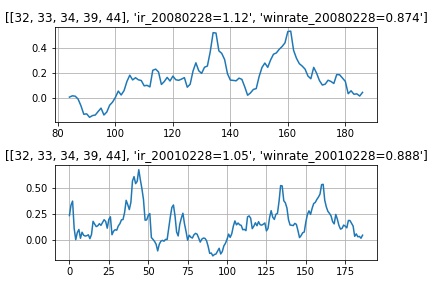 [[32, 33, 34, 39, 44], 'ir_20080228=1.12', 'winrate_20080228=0.874']
0.4
0.2
0.0
80 100 120 140 160 180
[[32, 33, 34, 39, 44], 'ir_20010228=1.05', 'winrate_20010228=0.888']
0.50
0.25
0.00
0 25 50 75 100 125 150 175